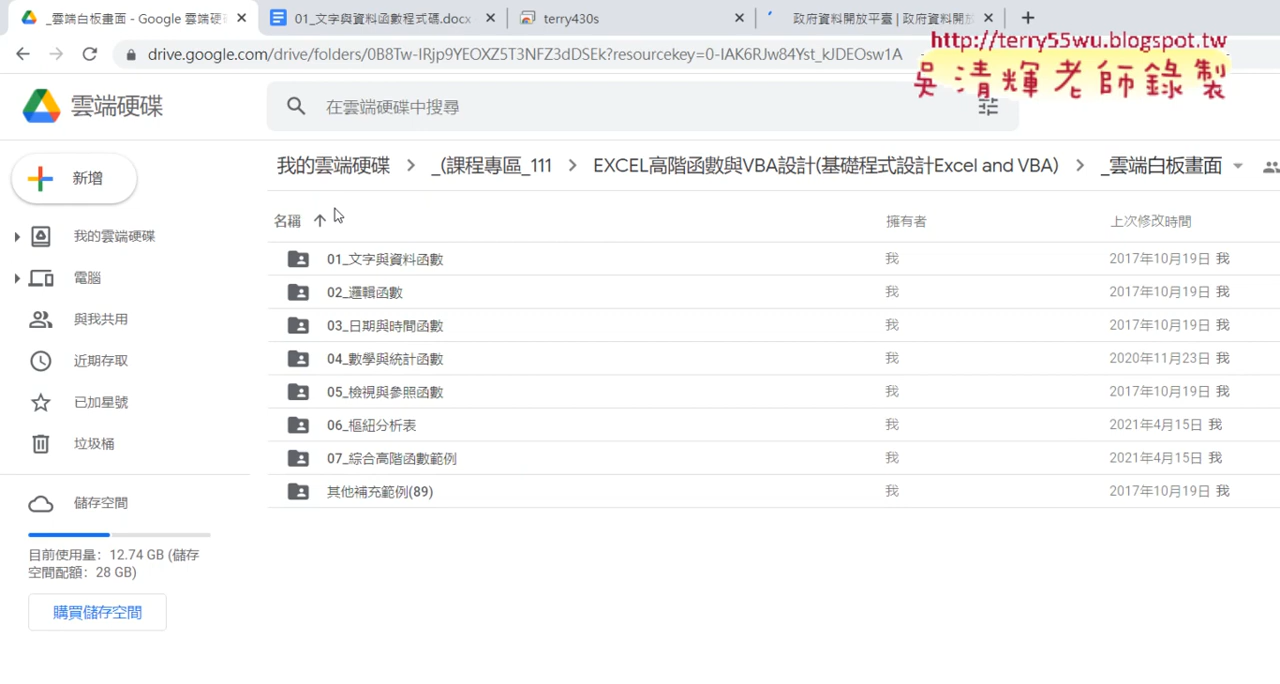 _雲端白板畫面 - Google 雲端硬
01_文字與資料函數程式碼.docx
terry430s
政府資料開放平臺 | 政府資料開放
drive.google.com/drive/folders/0B8Tw-IRjp9YEOXZ5T3NFZ3dDSEk?resourcekey=0-IAK6RJw84Yst_kJDEOsw1A
http://terry55wu.blogspot.tw
吳清輝老師錄製
雲端硬碟
在雲端硬碟中搜尋
新增
我的雲端硬碟
_(課程專區_111
EXCEL高階函數與VBA設計(基礎程式設計Excel and VBA)
_雲端白板畫面
名稱
擁有者
上次修改時間
我的雲端硬碟
電腦
與我共用
近期存取
已加星號
垃圾桶
儲存空間
目前使用量：12.74 GB (儲存
空間配額：28 GB)
購買儲存空間
01_文字與資料函數 我 2017年10月19日 我
02_邏輯函數 我 2017年10月19日 我
03_日期與時間函數 我 2017年10月19日 我
04_數學與統計函數 我 2020年11月23日 我
05_檢視與參照函數 我 2017年10月19日 我
06_樞紐分析表 我 2021年4月15日 我
07_綜合高階函數範例 我 2021年4月15日 我
其他補充範例(89) 我 2017年10月19日 我